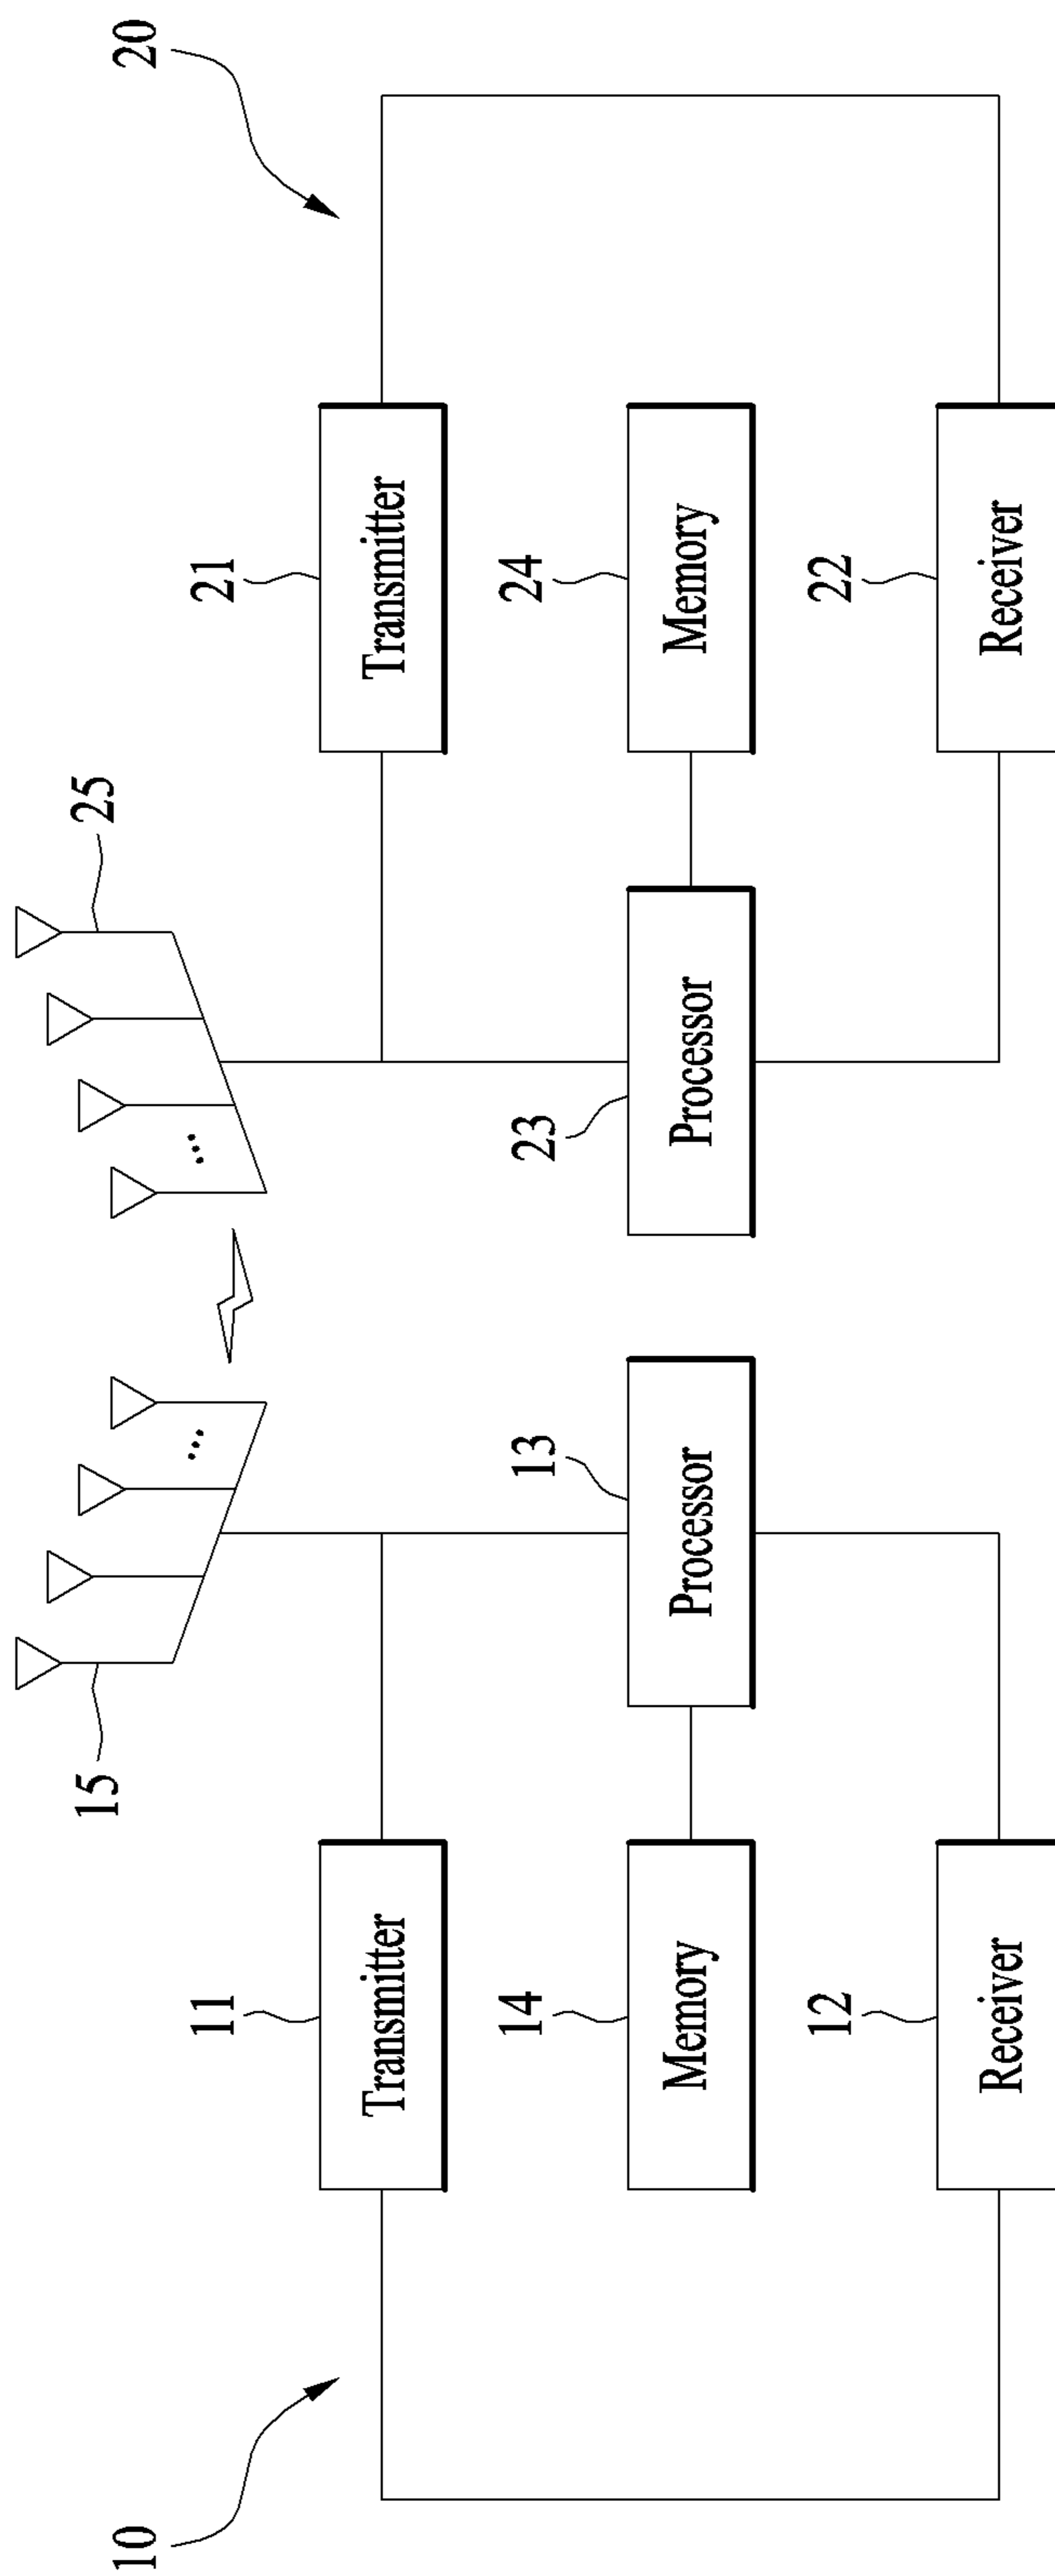 10
20
15
25
11
Transmitter
21
Transmitter
13
Processor
23
Processor
14
Memory
24
Memory
12
Receiver
22
Receiver